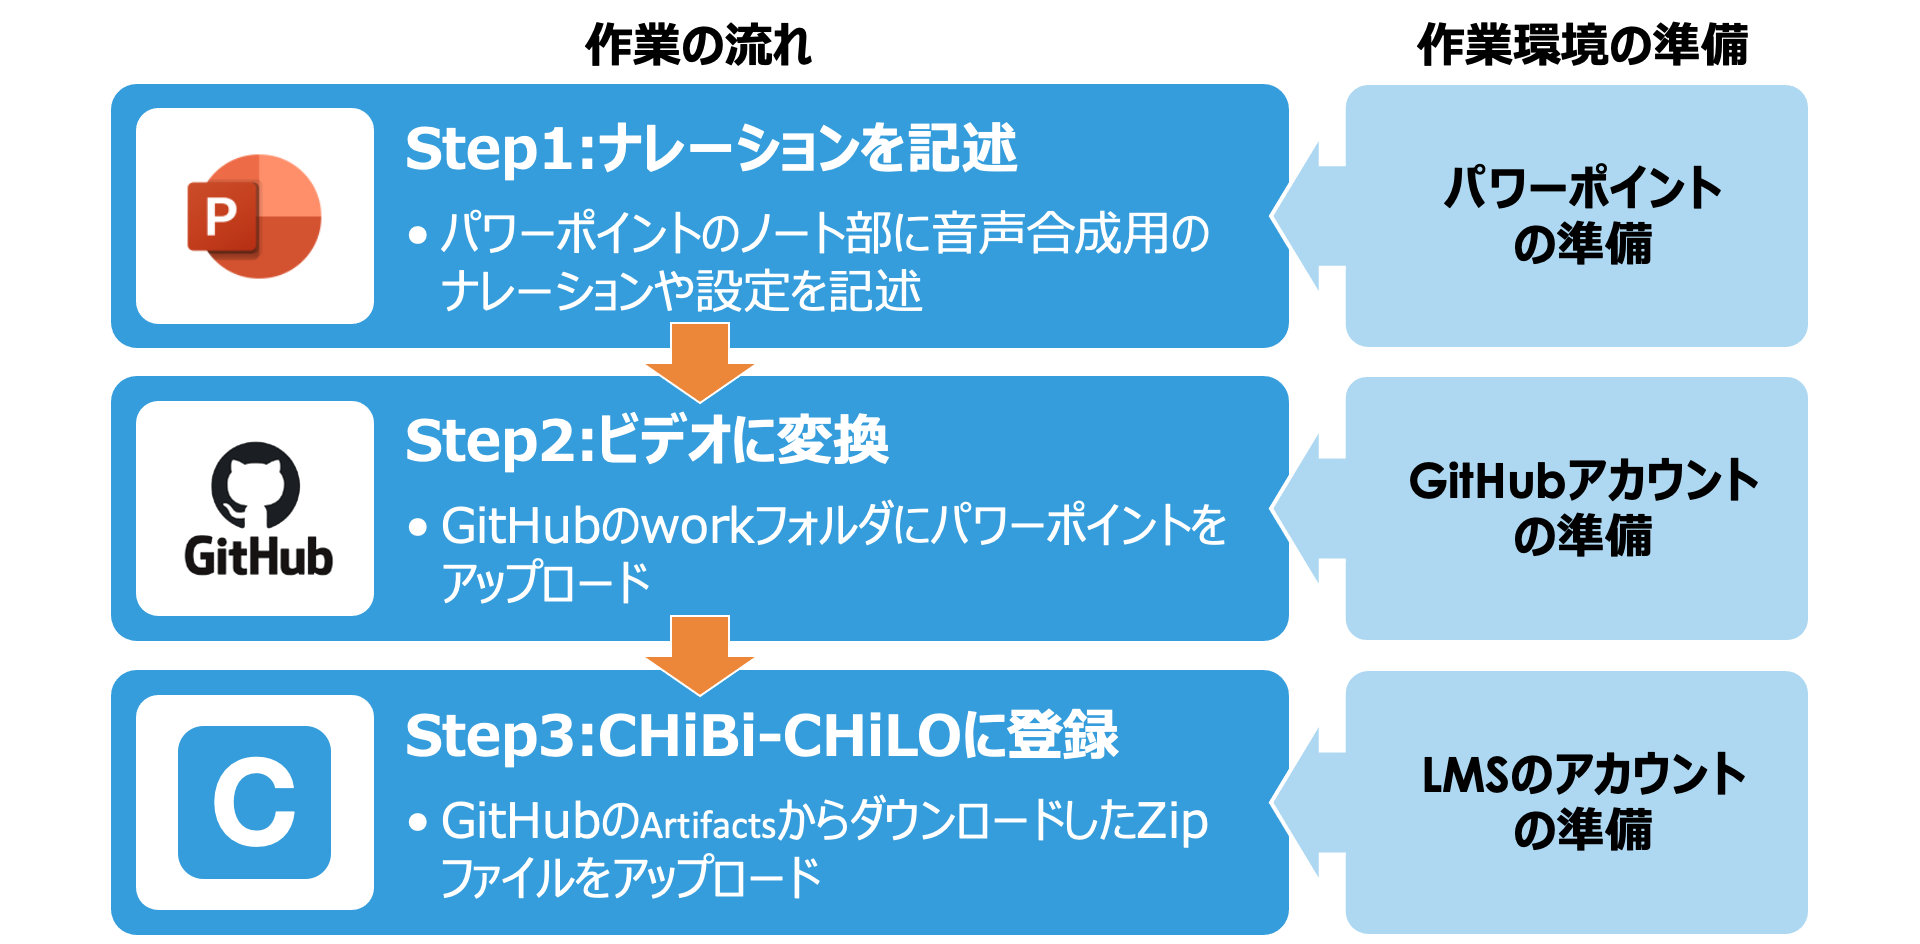 作業の流れ
作業環境の準備
P
Step1:ナレーションを記述
• パワーポイントのノート部に音声合成用の
ナレーションや設定を記述
パワーポイント
の準備
GitHub
Step2:ビデオに変換
• GitHubのworkフォルダにパワーポイントを
アップロード
GitHubアカウント
の準備
C
Step3:CHiBi-CHiLOに登録
• GitHubのArtifactsからダウンロードしたZip
ファイルをアップロード
LMSのアカウント
の準備